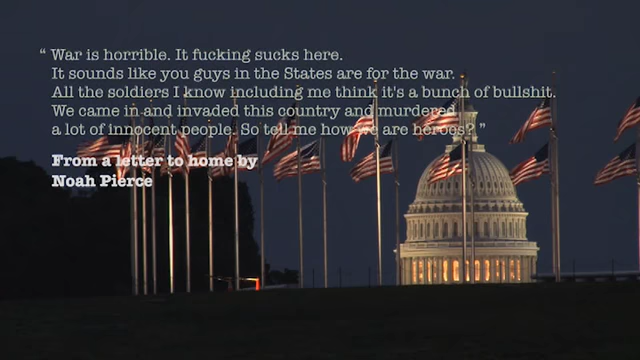 “ War is horrible. It fucking sucks here.
It sounds like you guys in the States are for the war.
All the soldiers I know including me think it's a bunch of bullshit.
We came in and invaded this country and murdered
a lot of innocent people. So tell me how we are heroes? ”
From a letter to home by
Noah Pierce